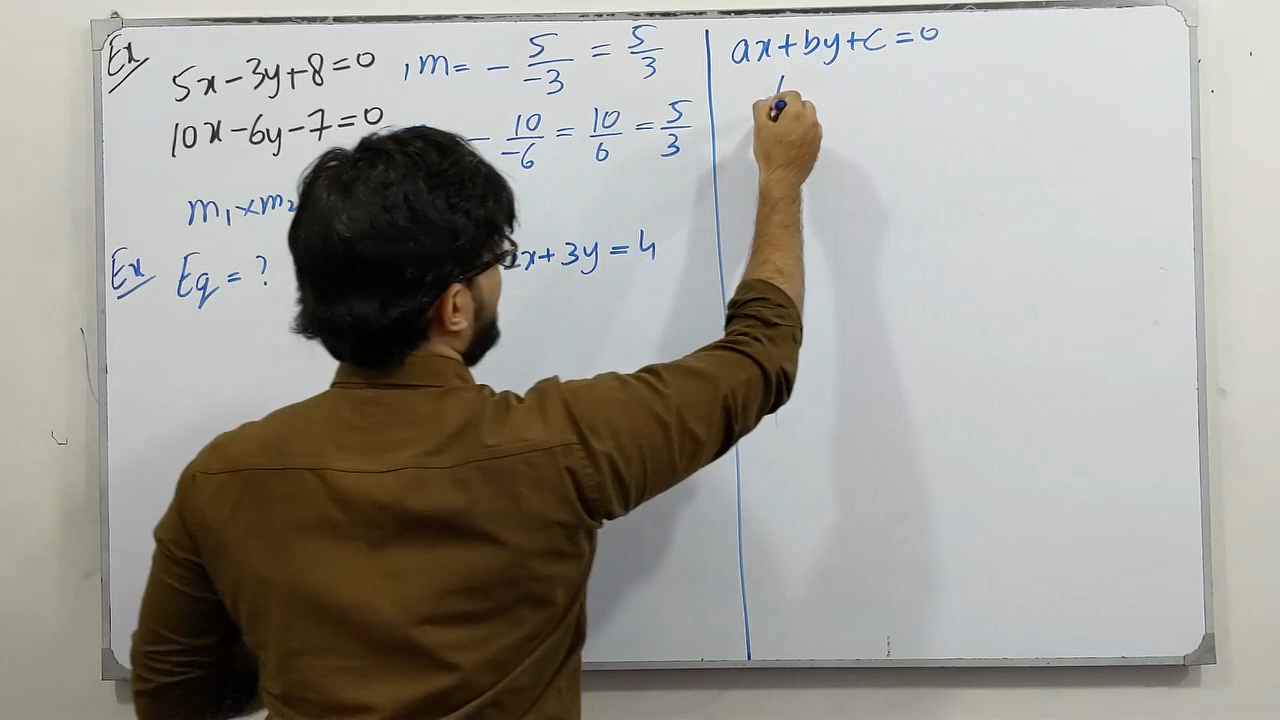 Ex
5x-3y+8=0 , m = - 5/-3 = 5/3
10x-6y-7=0 - 10/-6 = 10/6 = 5/3
m₁×m₂
Ex Eq = ? 2x+3y=4
ax+by+c=0